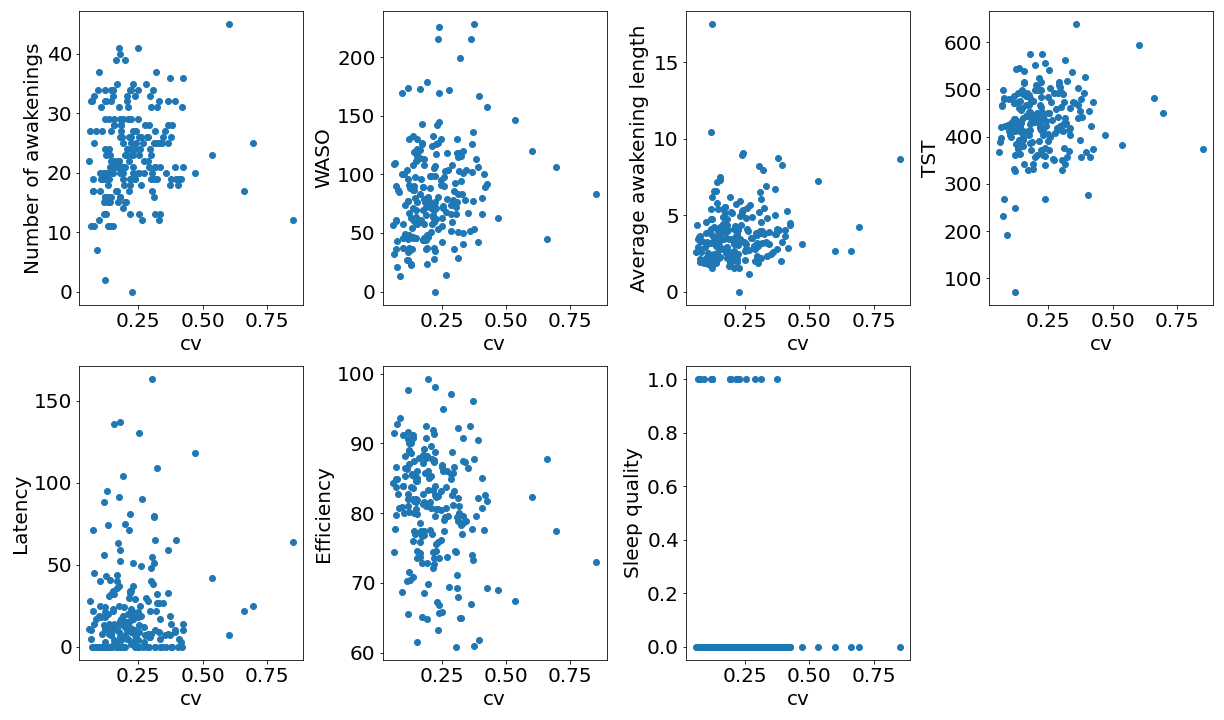 Number of awakenings
40
30
20
10
0
0.25 0.50 0.75
cv
WASO
200
150
100
50
0
0.25 0.50 0.75
cv
Average awakening length
15
10
5
0
0.25 0.50 0.75
cv
TST
600
500
400
300
200
100
0.25 0.50 0.75
cv
Latency
150
100
50
0
0.25 0.50 0.75
cv
Efficiency
100
90
80
70
60
0.25 0.50 0.75
cv
Sleep quality
1.0
0.8
0.6
0.4
0.2
0.0
0.25 0.50 0.75
cv